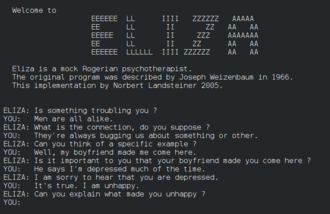 Welcome to
EEEEEE LL IIII ZZZZZZ AAAAA
EE LL II ZZ AA AA
EEEEE LL II ZZZ AAAAAAA
EE LL II ZZ AA AA
EEEEEE LLLLLL IIII ZZZZZZ AA AA
Eliza is a mock Rogerian psychotherapist.
The original program was described by Joseph Weizenbaum in 1966.
This implementation by Norbert Landsteiner 2005.
ELIZA: Is something troubling you ?
YOU: Men are all alike.
ELIZA: What is the connection, do you suppose ?
YOU: They're always bugging us about something or other.
ELIZA: Can you think of a specific example ?
YOU: Well, my boyfriend made me come here.
ELIZA: Is it important to you that your boyfriend made you come here ?
YOU: He says I'm depressed much of the time.
ELIZA: I am sorry to hear that you are depressed.
YOU: It's true. I am unhappy.
ELIZA: Can you explain what made you unhappy ?
YOU: